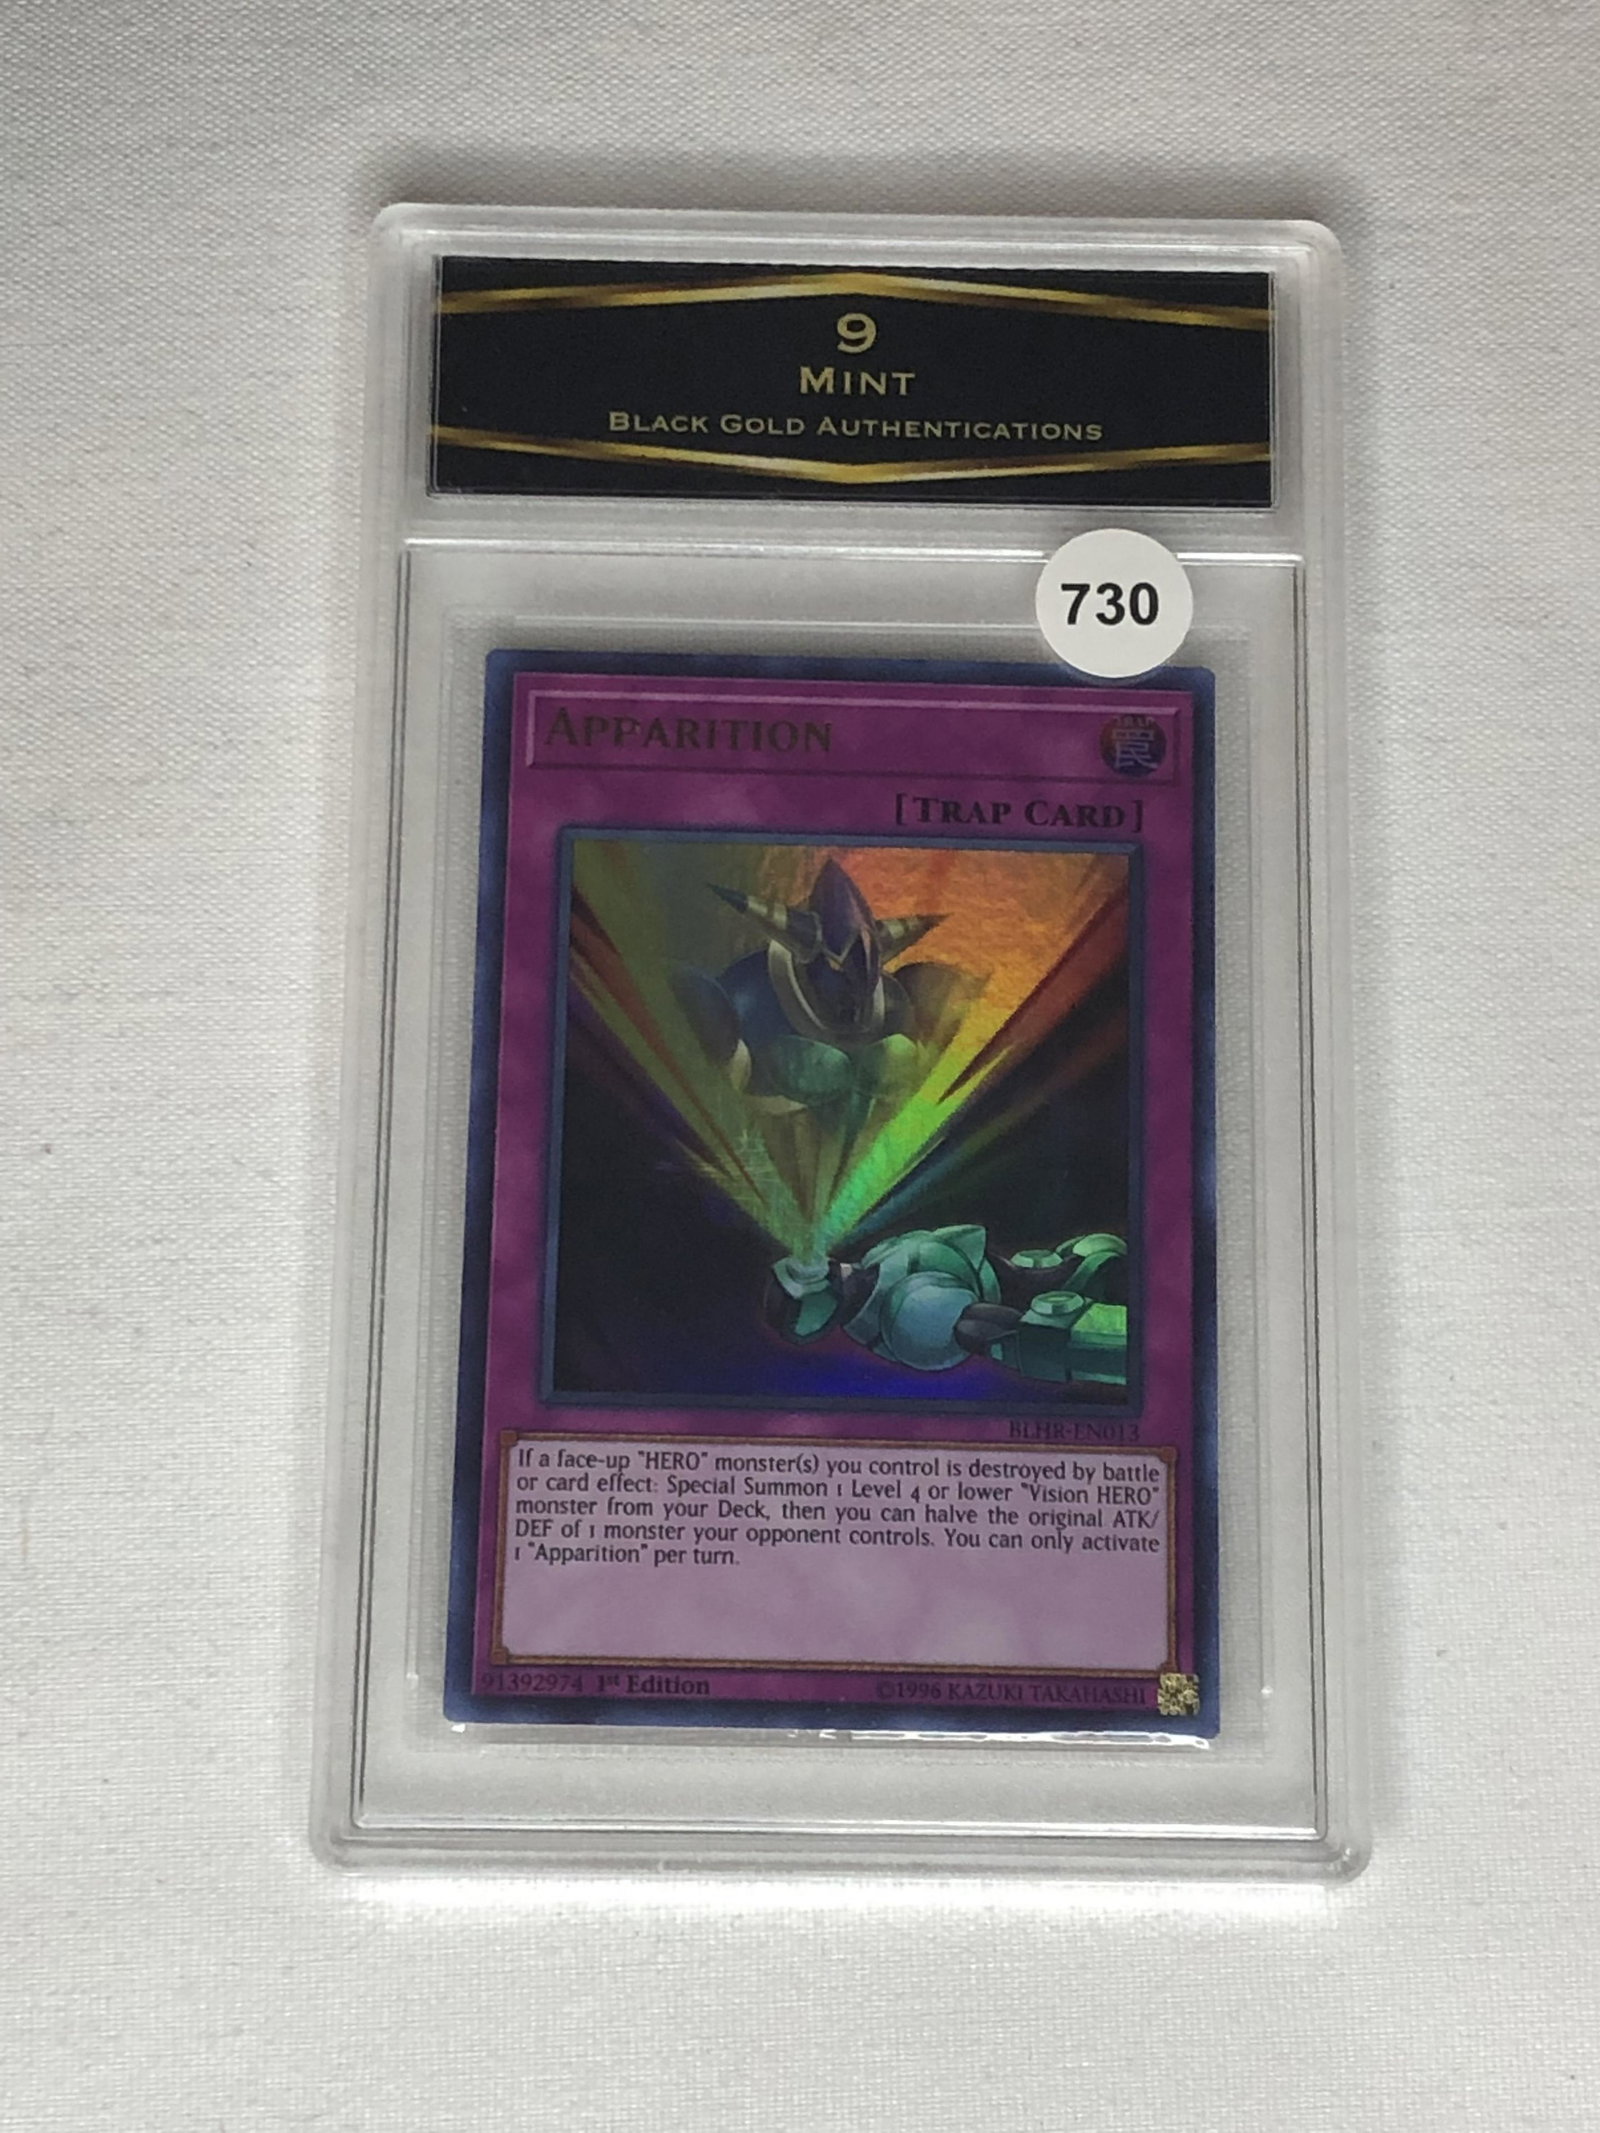 9
MINT
BLACK GOLD AUTHENTICATIONS
730
APPARITION
TRAP
罠
[TRAP CARD]
BLHR-EN013
If a face-up "HERO" monster(s) you control is destroyed by battle
or card effect: Special Summon 1 Level 4 or lower "Vision HERO"
monster from your Deck, then you can halve the original ATK/
DEF of 1 monster your opponent controls. You can only activate
1 "Apparition" per turn.
91392974 1st Edition ©1996 KAZUKI TAKAHASHI